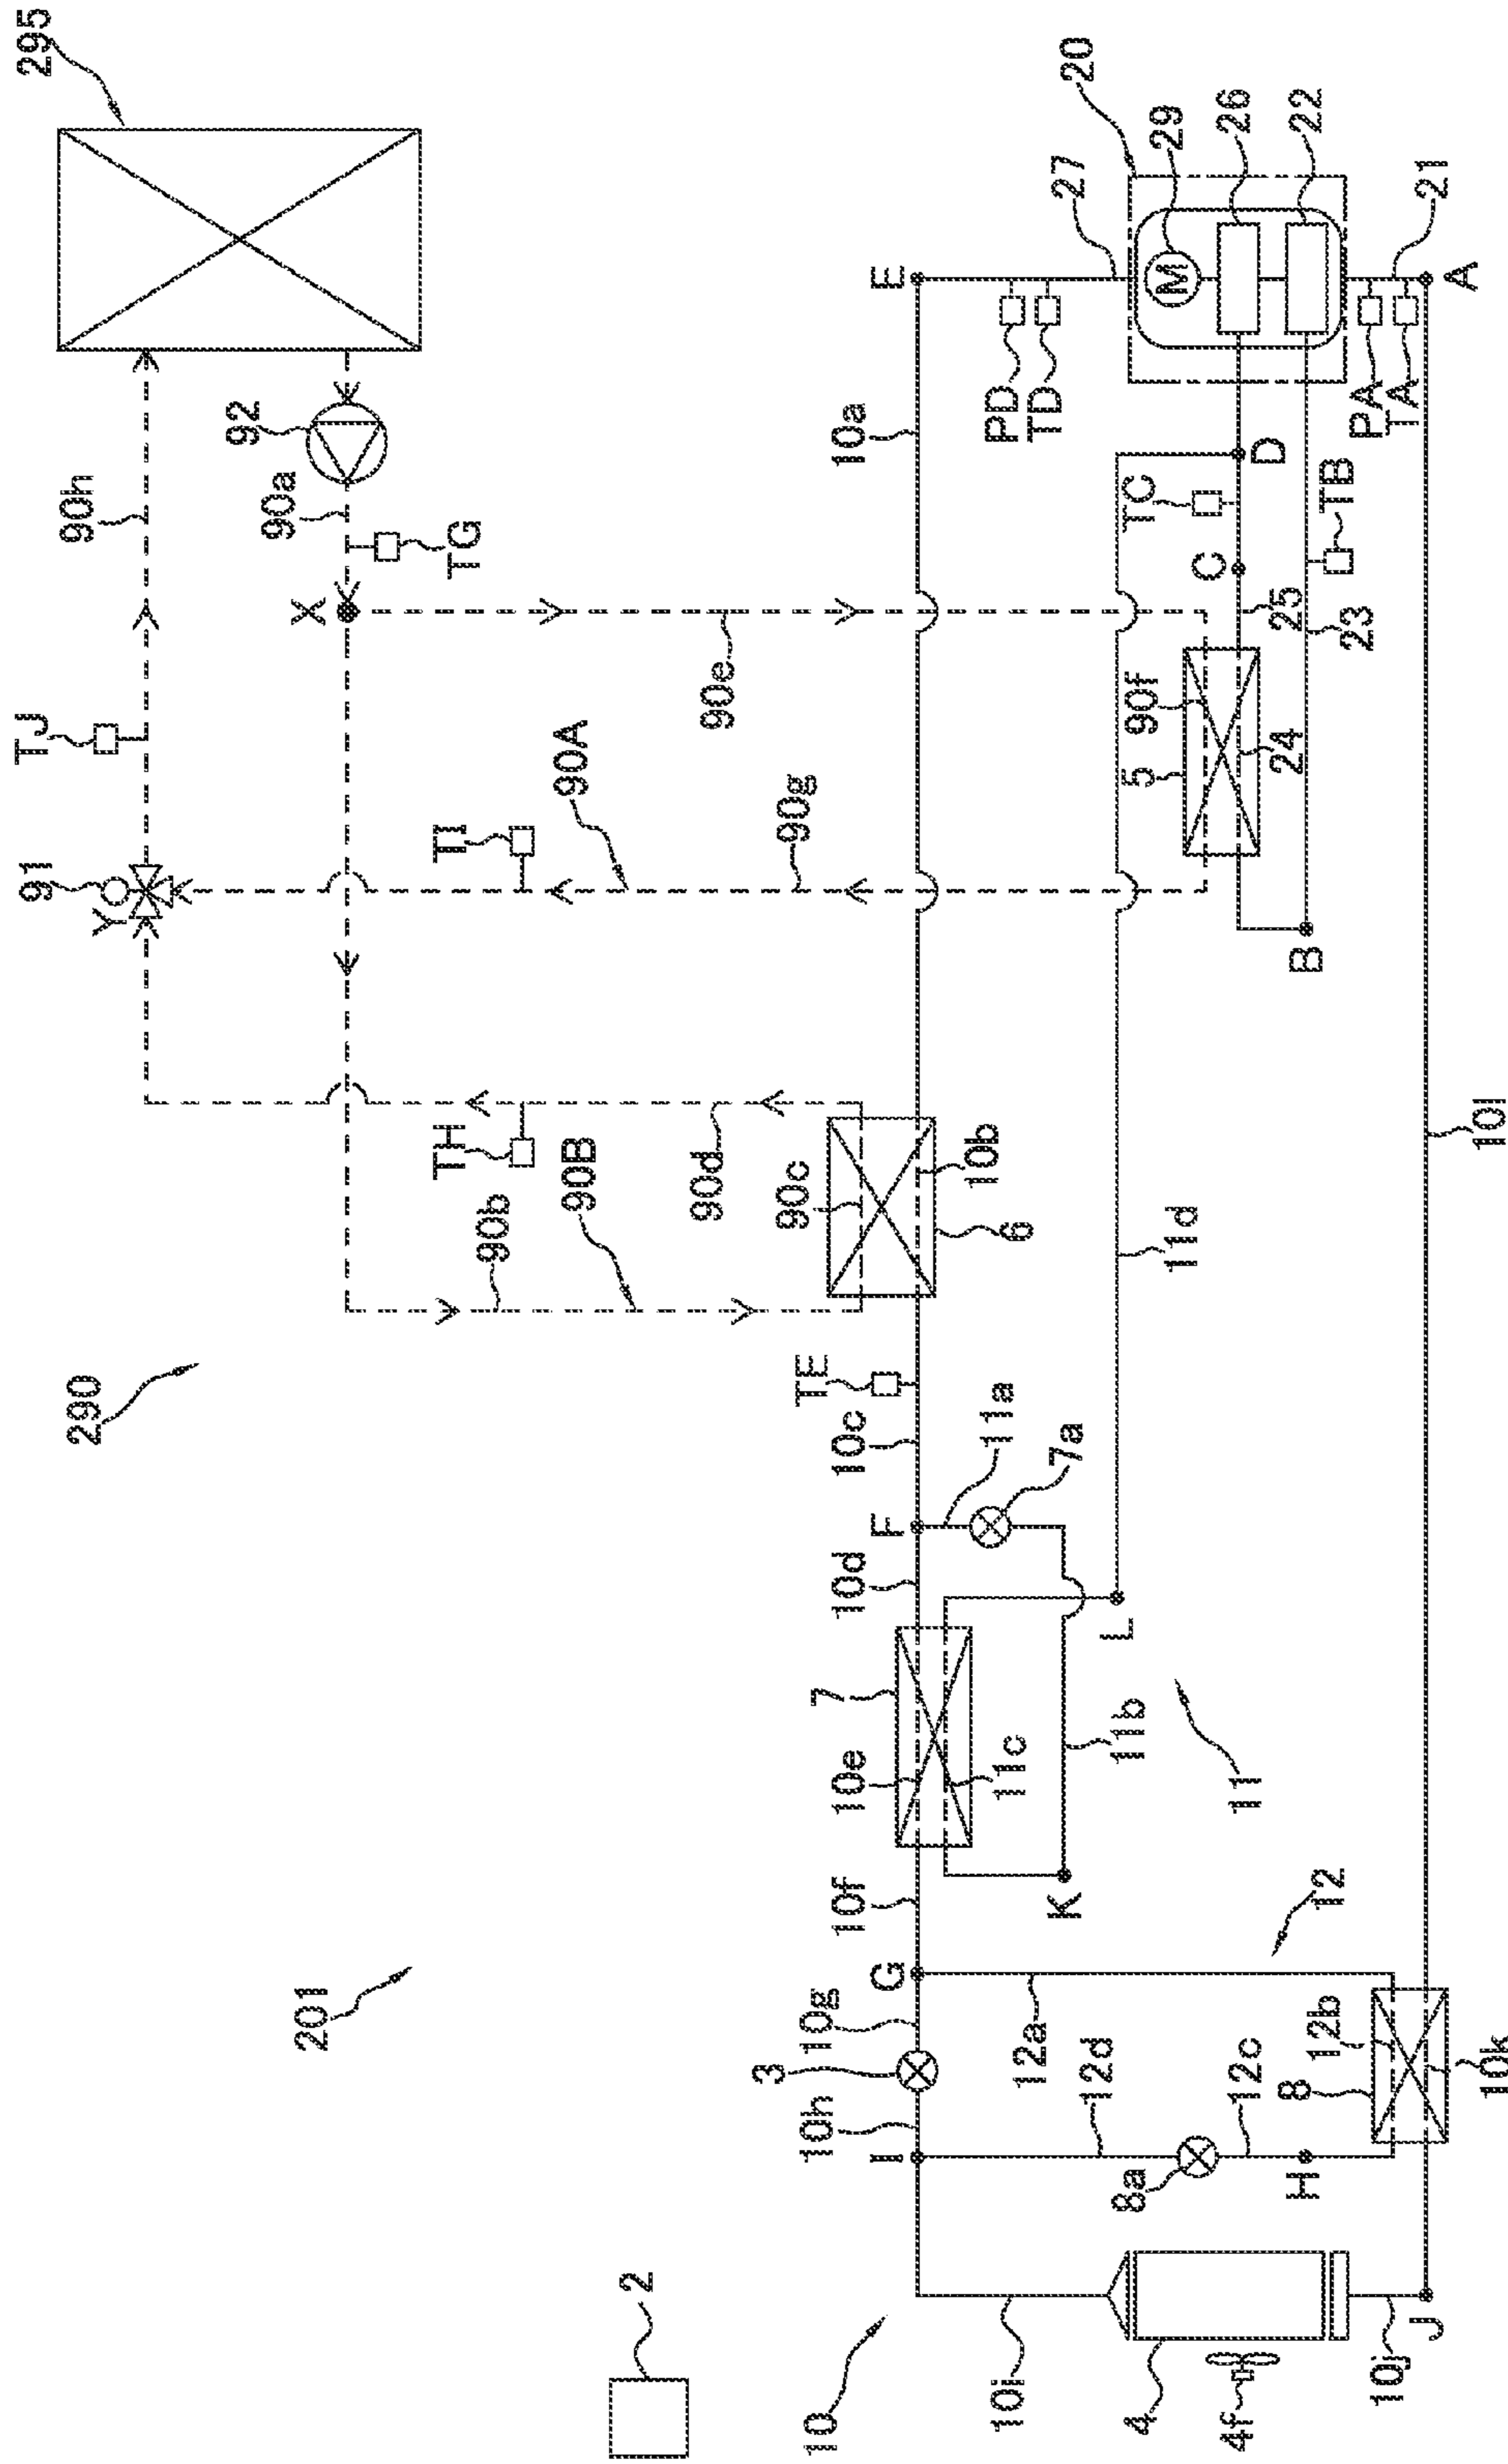 295
20
29
26
22
27
21
E
A
92
90h
90a
TG
X
10a
PD
TD
PA
TA
D
TC
TB
C
25
23
TJ
90e
90A
90f
5
24
91
Y
TI
90g
B
TH
90B
90d
90b
90c
10b
6
10l
11d
290
TE
10c
11a
7a
F
10d
L
7
10e
11c
11b
11
10f
K
12
201
G
10g
3
12a
12b
12d
12c
8
10k
10h
I
8a
H
2
10
10i
4
4f
10j
J
M